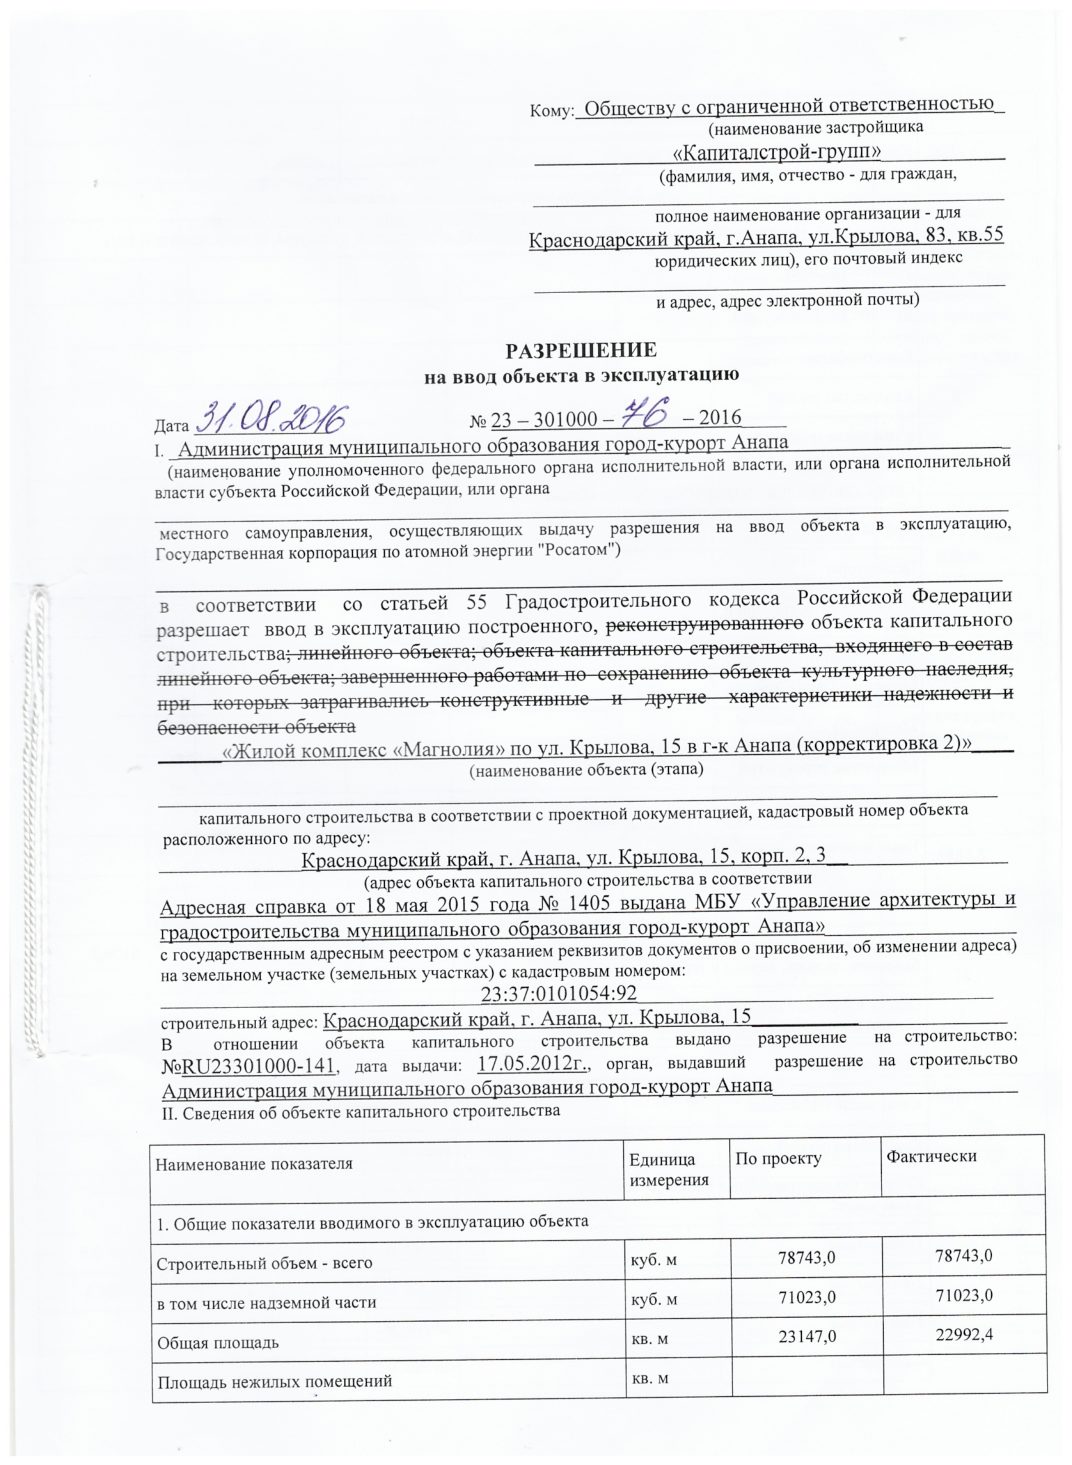 Кому: Обществу с ограниченной ответственностью
(наименование застройщика
«Капиталстрой-групп»
(фамилия, имя, отчество - для граждан,
полное наименование организации - для
Краснодарский край, г.Анапа, ул.Крылова, 83, кв.55
юридических лиц), его почтовый индекс
и адрес, адрес электронной почты)
РАЗРЕШЕНИЕ
на ввод объекта в эксплуатацию
Дата 31.08.2016 № 23 – 301000 – 76 – 2016
I. Администрация муниципального образования город-курорт Анапа
(наименование уполномоченного федерального органа исполнительной власти, или органа исполнительной
власти субъекта Российской Федерации, или органа
местного самоуправления, осуществляющих выдачу разрешения на ввод объекта в эксплуатацию,
Государственная корпорация по атомной энергии "Росатом")
в соответствии со статьей 55 Градостроительного кодекса Российской Федерации
разрешает ввод в эксплуатацию построенного, реконструированного объекта капитального
строительства; линейного объекта; объекта капитального строительства, входящего в состав
линейного объекта; завершенного работами по сохранению объекта культурного наследия,
при которых затрагивались конструктивные и другие характеристики надежности и
безопасности объекта
«Жилой комплекс «Магнолия» по ул. Крылова, 15 в г-к Анапа (корректировка 2)»
(наименование объекта (этапа)
капитального строительства в соответствии с проектной документацией, кадастровый номер объекта
расположенного по адресу:
Краснодарский край, г. Анапа, ул. Крылова, 15, корп. 2, 3
(адрес объекта капитального строительства в соответствии
Адресная справка от 18 мая 2015 года № 1405 выдана МБУ «Управление архитектуры и
градостроительства муниципального образования город-курорт Анапа»
с государственным адресным реестром с указанием реквизитов документов о присвоении, об изменении адреса)
на земельном участке (земельных участках) с кадастровым номером:
23:37:0101054:92
строительный адрес: Краснодарский край, г. Анапа, ул. Крылова, 15
В отношении объекта капитального строительства выдано разрешение на строительство:
№RU23301000-141, дата выдачи: 17.05.2012г., орган, выдавший разрешение на строительство
Администрация муниципального образования город-курорт Анапа
II. Сведения об объекте капитального строительства
Наименование показателя Единица измерения По проекту Фактически
1. Общие показатели вводимого в эксплуатацию объекта
Строительный объем - всего куб. м 78743,0 78743,0
в том числе надземной части куб. м 71023,0 71023,0
Общая площадь кв. м 23147,0 22992,4
Площадь нежилых помещений кв. м